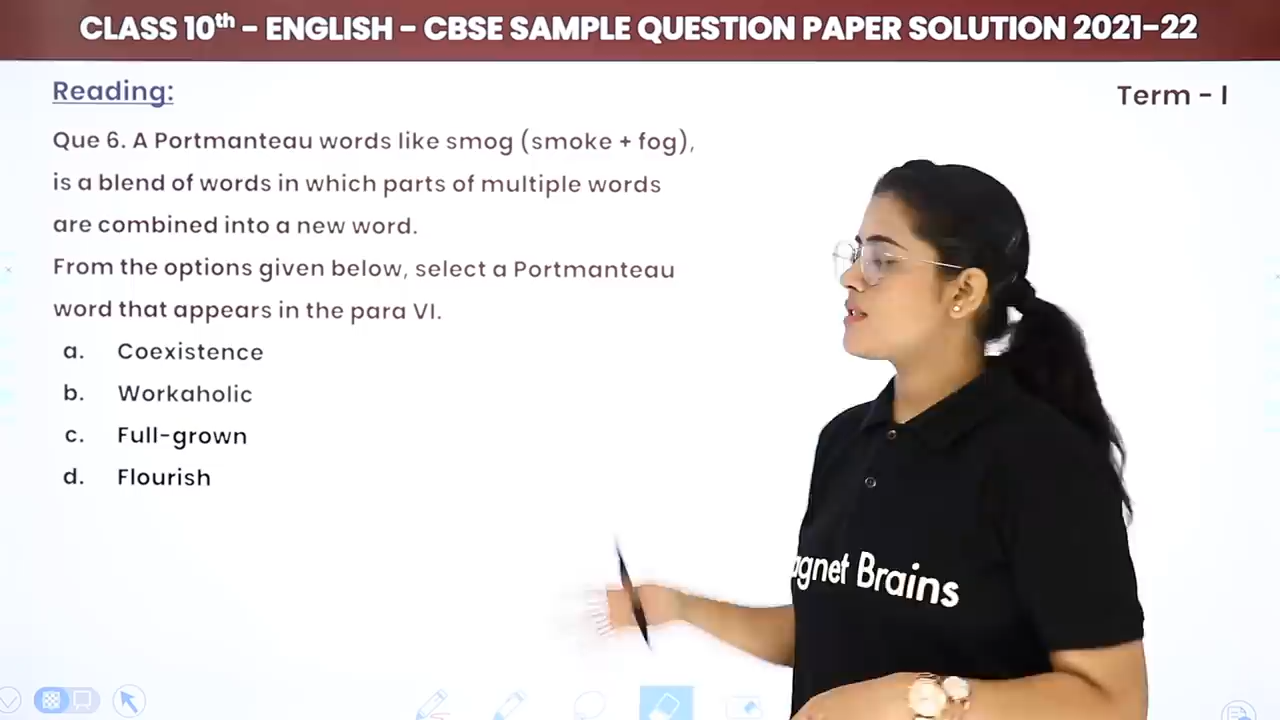 CLASS 10th - ENGLISH - CBSE SAMPLE QUESTION PAPER SOLUTION 2021-22
Reading:
Term - I
Que 6. A Portmanteau words like smog (smoke + fog),
is a blend of words in which parts of multiple words
are combined into a new word.
From the options given below, select a Portmanteau
word that appears in the para VI.
a. Coexistence
b. Workaholic
c. Full-grown
d. Flourish
Brains